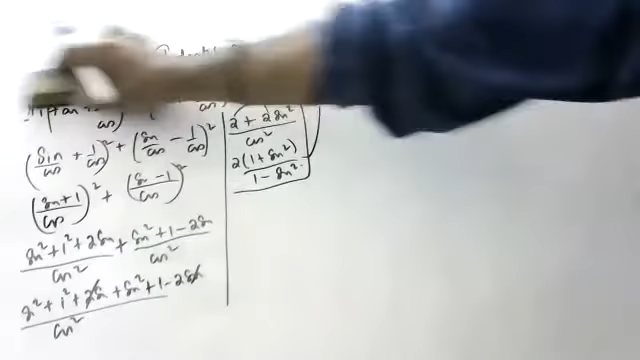 (Sin/cos + 1/cos)² + (Sin/cos − 1/cos)²
(Sin+1/cos)² + (Sin−1/cos)²
Sin²+1²+2Sin/cos² + Sin²+1−2Sin/cos²
Sin²+1²+2Sin+Sin²+1−2Sin/cos²
2+2Sin²/cos²
2(1+Sin²)/1−Sin²